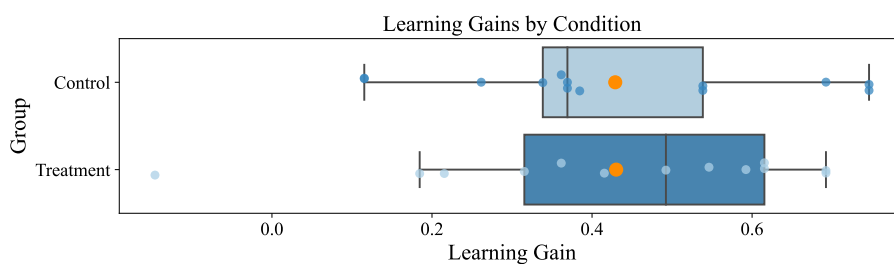 Learning Gains by Condition
Group
Control
Treatment
0.0 0.2 0.4 0.6
Learning Gain